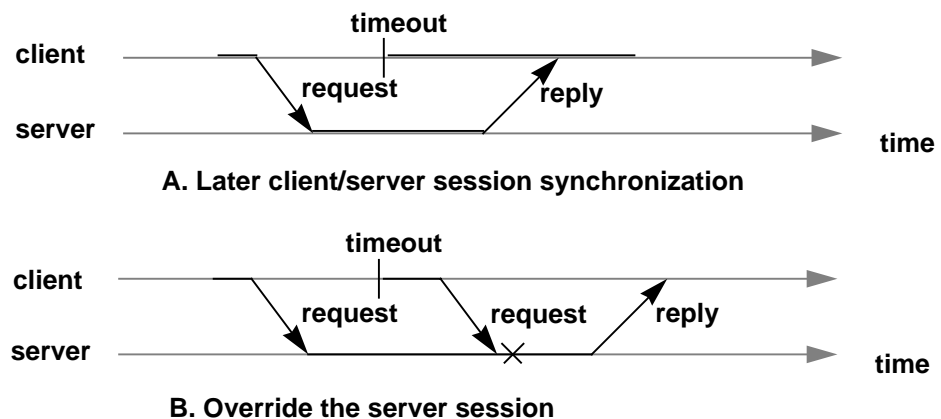 timeout
client
request
reply
server
time
A. Later client/server session synchronization
timeout
client
request
request
reply
server
time
B. Override the server session